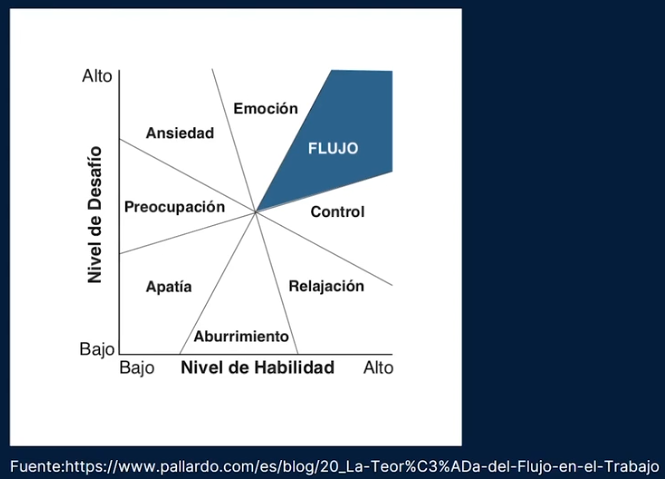 Alto
Emoción
Ansiedad
FLUJO
Nivel de Desafío
Preocupación
Control
Apatía
Relajación
Aburrimiento
Bajo
Bajo
Nivel de Habilidad
Alto
Fuente:https://www.pallardo.com/es/blog/20_La-Teor%C3%ADa-del-Flujo-en-el-Trabajo